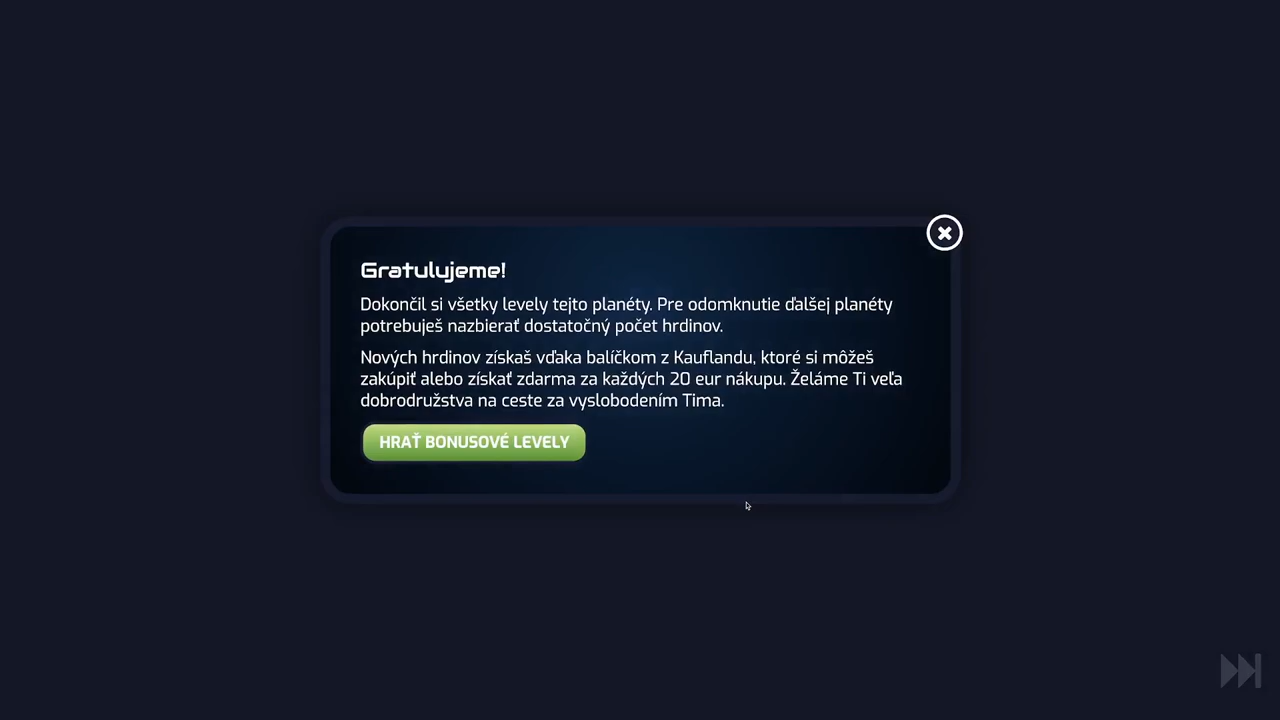 Gratulujeme!
Dokončil si všetky levely tejto planéty. Pre odomknutie ďalšej planéty
potrebuješ nazbierať dostatočný počet hrdinov.
Nových hrdinov získaš vďaka balíčkom z Kauflandu, ktoré si môžeš
zakúpiť alebo získať zdarma za každých 20 eur nákupu. Želáme Ti veľa
dobrodružstva na ceste za vyslobodením Tima.
HRAŤ BONUSOVÉ LEVELY